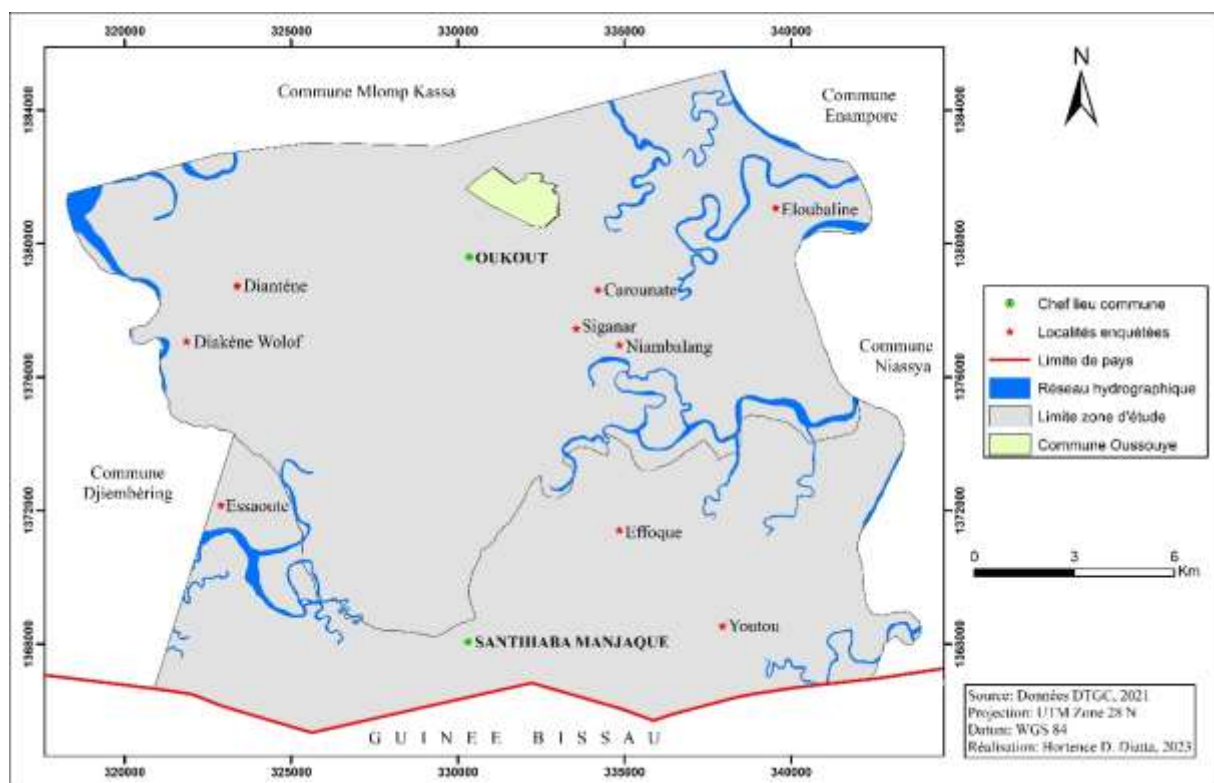 320000 325000 330000 335000 340000
N
Commune Mlomp Kassa
Commune
Enampore
1384000
1384000
Eloubaline
1380000
1380000
OUKOUT
Dianténe
Carounate
Siganar
Diakéne Wolof
Niambalang
Commune
Niassya
1376000
1376000
Chef lieu commune
Localités enquêtées
Limite de pays
Réseau hydrographique
Limite zone d'étude
Commune Oussouye
Commune
Djiembéring
Essaoute
1372000
1372000
Effoque
0 3 6
Km
Youtou
1368000
1368000
SANTHIABA MANJAQUE
Source: Données DTGC, 2021
Projection: UTM Zone 28 N
Datum: WGS 84
Réalisation: Hortence D. Diatta, 2023
GUINEE BISSAU
320000 325000 330000 335000 340000